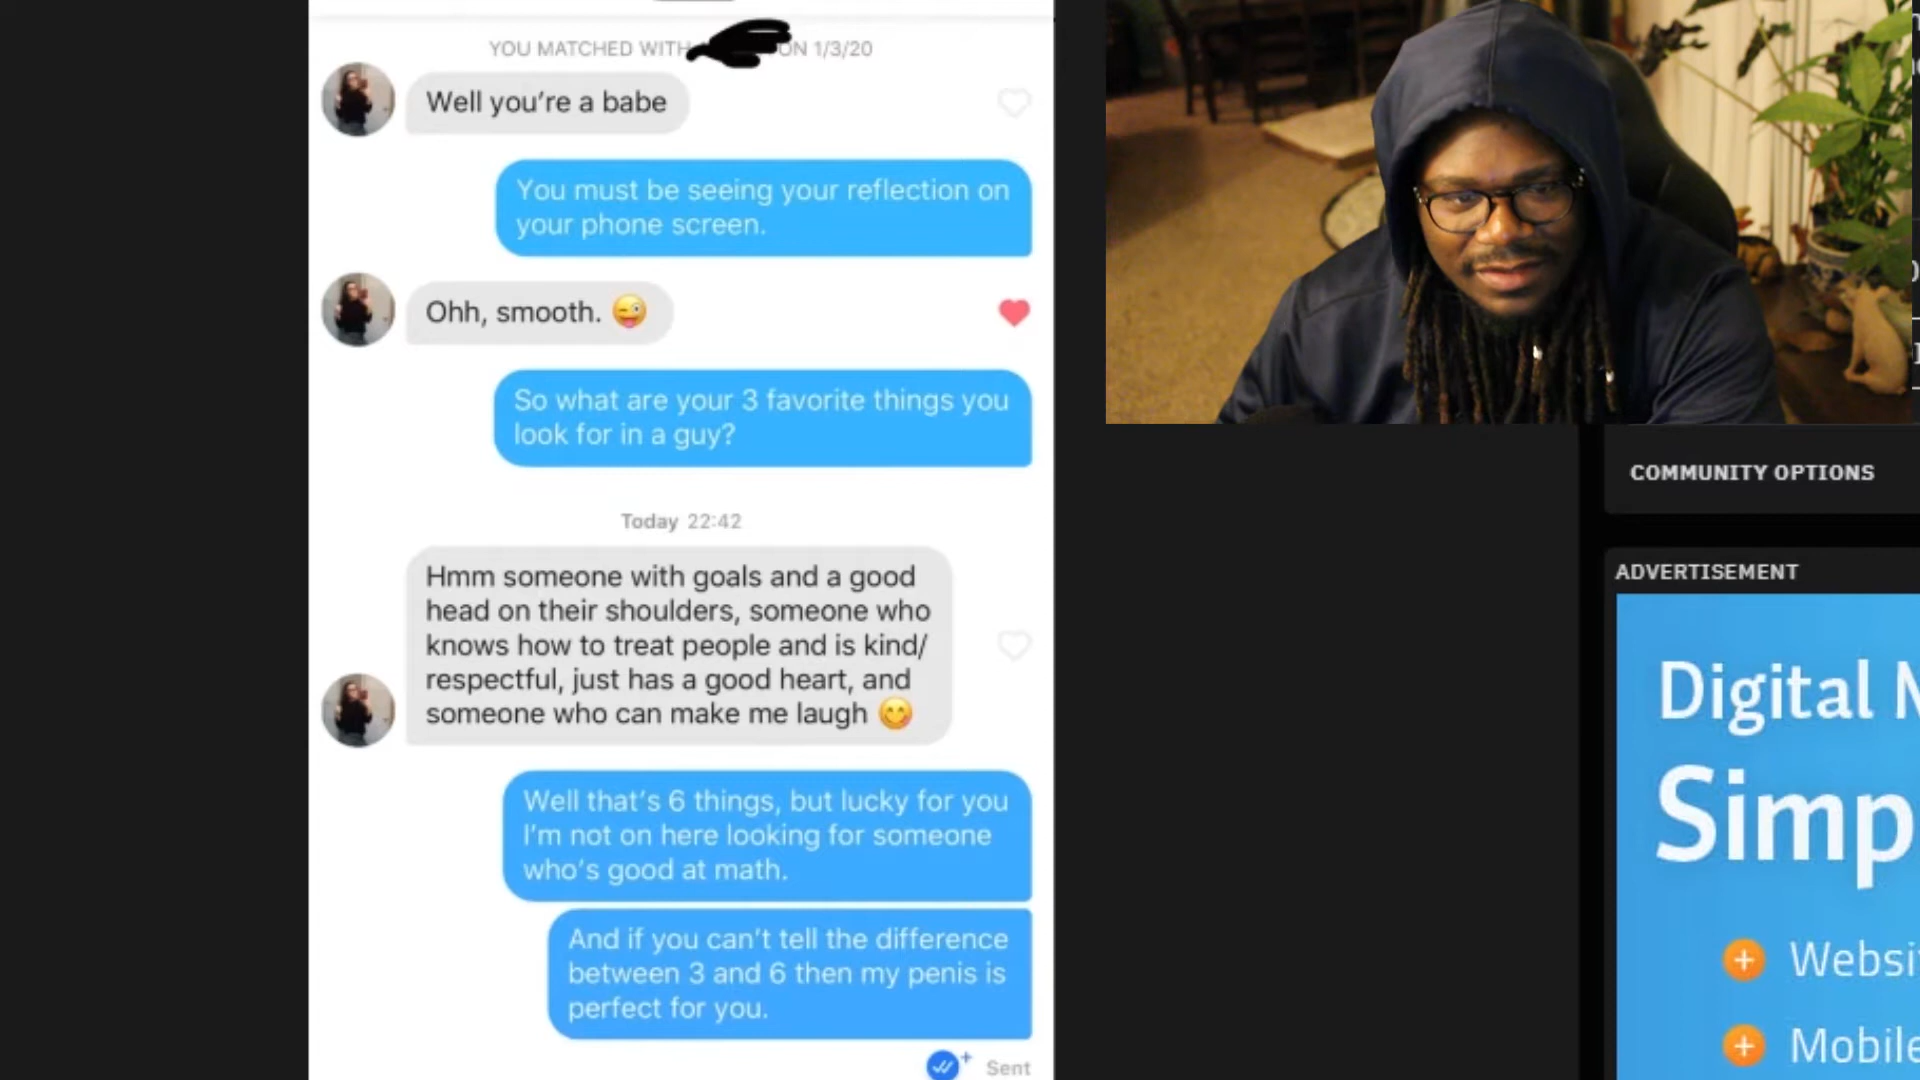 YOU MATCHED WITH ON 1/3/20
Well you're a babe
You must be seeing your reflection on
your phone screen.
Ohh, smooth. 😜
So what are your 3 favorite things you
look for in a guy?
Today 22:42
Hmm someone with goals and a good
head on their shoulders, someone who
knows how to treat people and is kind/
respectful, just has a good heart, and
someone who can make me laugh 😋
Well that's 6 things, but lucky for you
I'm not on here looking for someone
who's good at math.
And if you can't tell the difference
between 3 and 6 then my penis is
perfect for you.
Sent
COMMUNITY OPTIONS
ADVERTISEMENT
Digital
Simp
Websi
Mobile